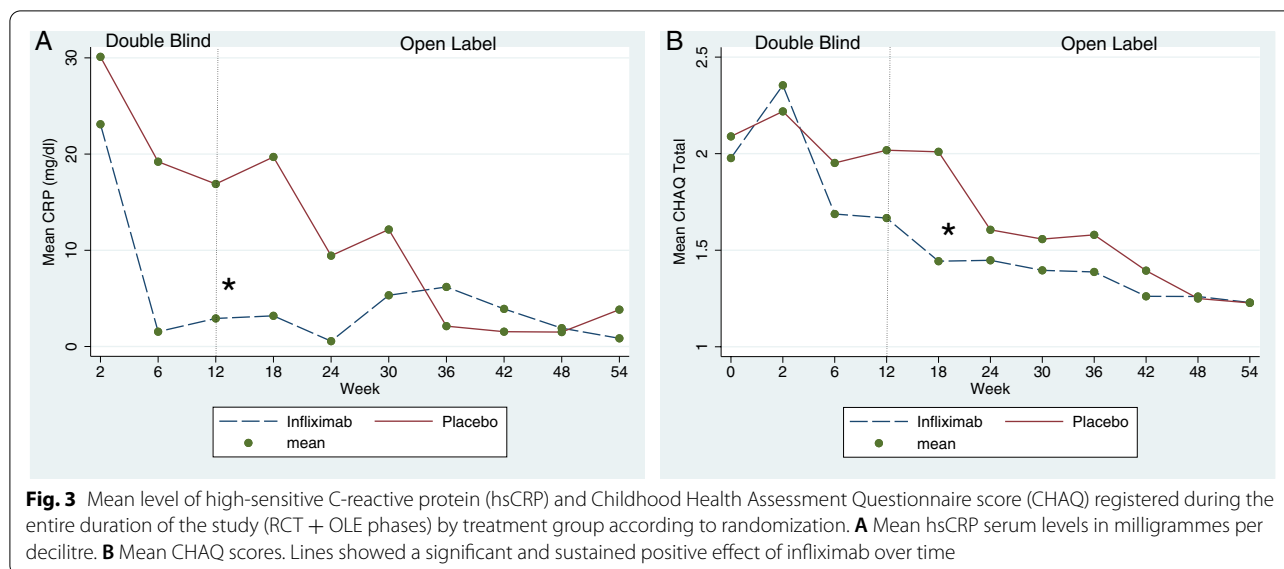 A
Double Blind
Open Label
Mean CRP (mg/dl)
30
20
10
0
2 6 12 18 24 30 36 42 48 54
Week
Infliximab
Placebo
mean
*
B
Double Blind
Open Label
Mean CHAQ Total
2.5
2
1.5
1
0 2 6 12 18 24 30 36 42 48 54
Week
Infliximab
Placebo
mean
*
Fig. 3 Mean level of high-sensitive C-reactive protein (hsCRP) and Childhood Health Assessment Questionnaire score (CHAQ) registered during the
entire duration of the study (RCT + OLE phases) by treatment group according to randomization. A Mean hsCRP serum levels in milligrammes per
decilitre. B Mean CHAQ scores. Lines showed a significant and sustained positive effect of infliximab over time